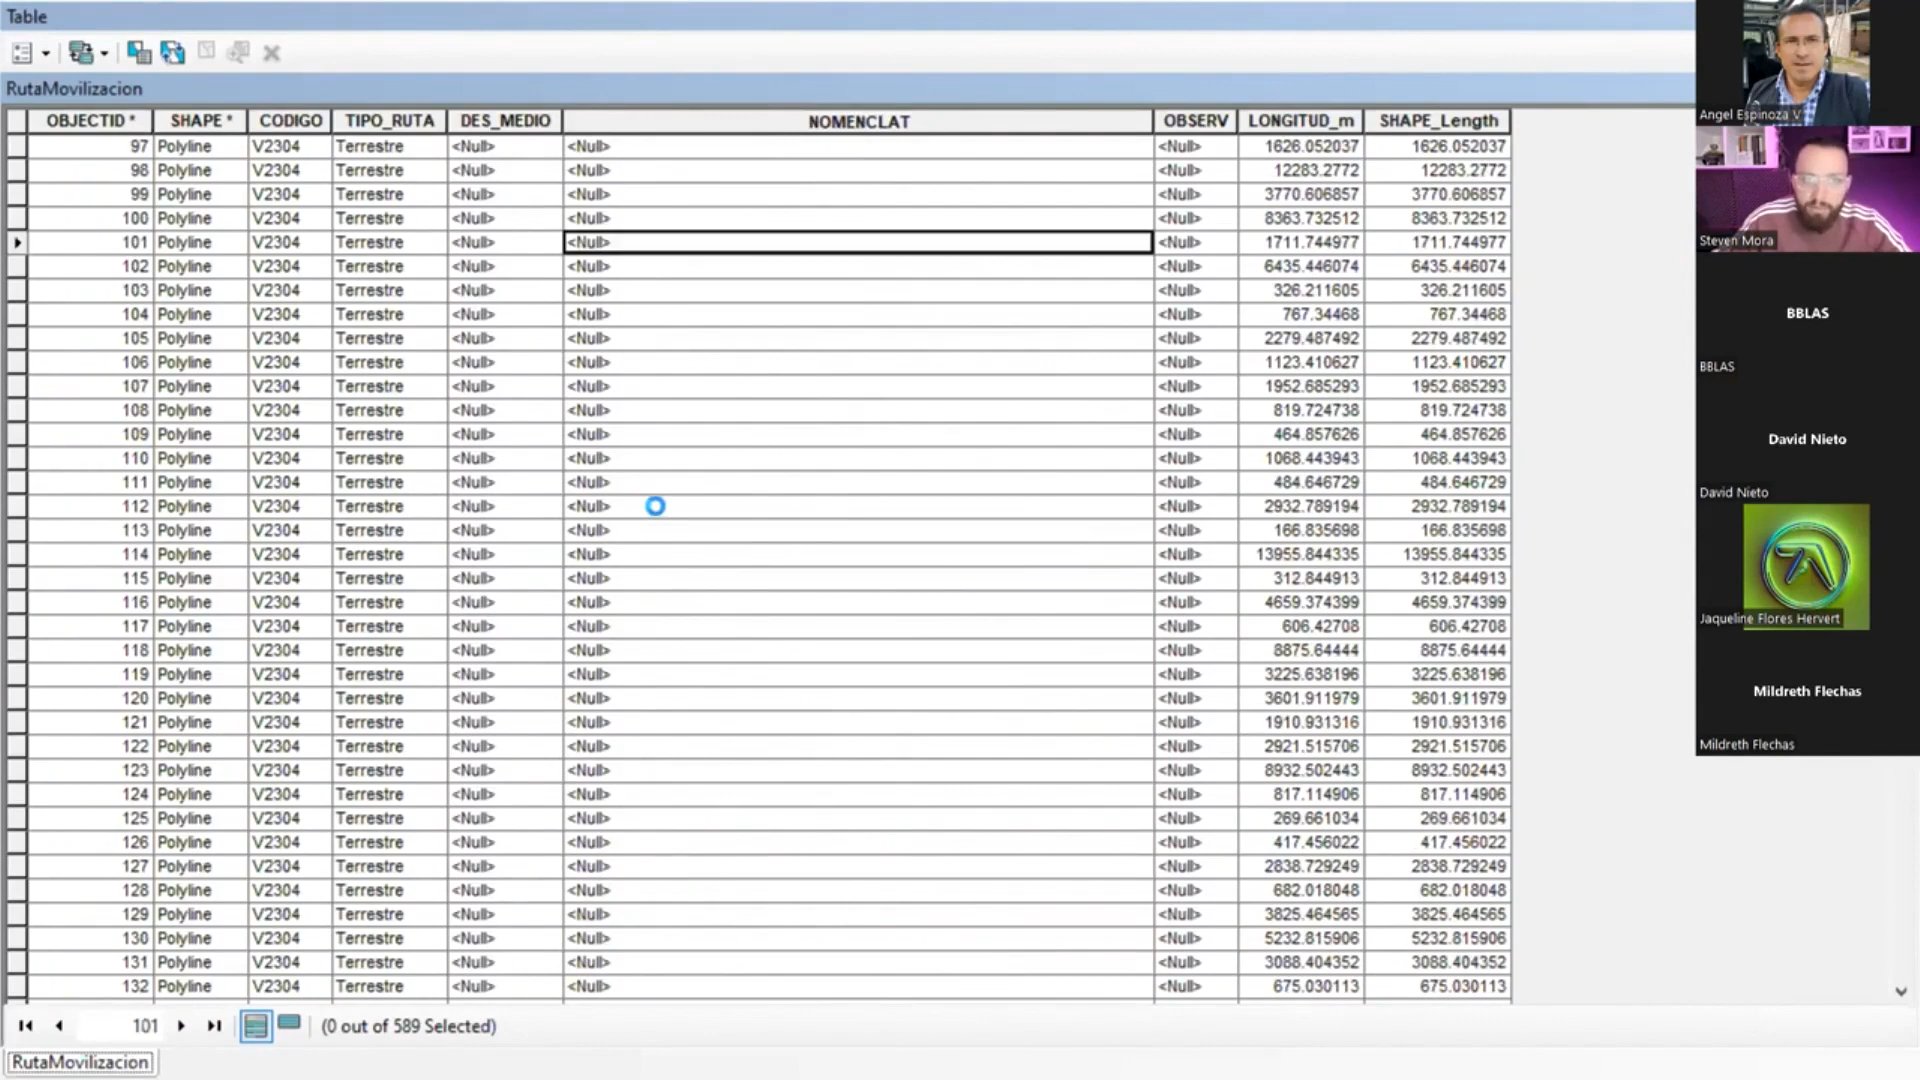 Table
RutaMovilizacion
OBJECTID * SHAPE * CODIGO TIPO_RUTA DES_MEDIO NOMENCLAT OBSERV LONGITUD_m SHAPE_Length
97 Polyline V2304 Terrestre <Null> <Null> <Null> 1626.052037 1626.052037
98 Polyline V2304 Terrestre <Null> <Null> <Null> 12283.2772 12283.2772
99 Polyline V2304 Terrestre <Null> <Null> <Null> 3770.606857 3770.606857
100 Polyline V2304 Terrestre <Null> <Null> <Null> 8363.732512 8363.732512
101 Polyline V2304 Terrestre <Null> <Null> <Null> 1711.744977 1711.744977
102 Polyline V2304 Terrestre <Null> <Null> <Null> 6435.446074 6435.446074
103 Polyline V2304 Terrestre <Null> <Null> <Null> 326.211605 326.211605
104 Polyline V2304 Terrestre <Null> <Null> <Null> 767.34468 767.34468
105 Polyline V2304 Terrestre <Null> <Null> <Null> 2279.487492 2279.487492
106 Polyline V2304 Terrestre <Null> <Null> <Null> 1123.410627 1123.410627
107 Polyline V2304 Terrestre <Null> <Null> <Null> 1952.685293 1952.685293
108 Polyline V2304 Terrestre <Null> <Null> <Null> 819.724738 819.724738
109 Polyline V2304 Terrestre <Null> <Null> <Null> 464.857626 464.857626
110 Polyline V2304 Terrestre <Null> <Null> <Null> 1068.443943 1068.443943
111 Polyline V2304 Terrestre <Null> <Null> <Null> 484.646729 484.646729
112 Polyline V2304 Terrestre <Null> <Null> <Null> 2932.789194 2932.789194
113 Polyline V2304 Terrestre <Null> <Null> <Null> 166.835698 166.835698
114 Polyline V2304 Terrestre <Null> <Null> <Null> 13955.844335 13955.844335
115 Polyline V2304 Terrestre <Null> <Null> <Null> 312.844913 312.844913
116 Polyline V2304 Terrestre <Null> <Null> <Null> 4659.374399 4659.374399
117 Polyline V2304 Terrestre <Null> <Null> <Null> 606.42708 606.42708
118 Polyline V2304 Terrestre <Null> <Null> <Null> 8875.64444 8875.64444
119 Polyline V2304 Terrestre <Null> <Null> <Null> 3225.638196 3225.638196
120 Polyline V2304 Terrestre <Null> <Null> <Null> 3601.911979 3601.911979
121 Polyline V2304 Terrestre <Null> <Null> <Null> 1910.931316 1910.931316
122 Polyline V2304 Terrestre <Null> <Null> <Null> 2921.515706 2921.515706
123 Polyline V2304 Terrestre <Null> <Null> <Null> 8932.502443 8932.502443
124 Polyline V2304 Terrestre <Null> <Null> <Null> 817.114906 817.114906
125 Polyline V2304 Terrestre <Null> <Null> <Null> 269.661034 269.661034
126 Polyline V2304 Terrestre <Null> <Null> <Null> 417.456022 417.456022
127 Polyline V2304 Terrestre <Null> <Null> <Null> 2838.729249 2838.729249
128 Polyline V2304 Terrestre <Null> <Null> <Null> 682.018048 682.018048
129 Polyline V2304 Terrestre <Null> <Null> <Null> 3825.464565 3825.464565
130 Polyline V2304 Terrestre <Null> <Null> <Null> 5232.815906 5232.815906
131 Polyline V2304 Terrestre <Null> <Null> <Null> 3088.404352 3088.404352
132 Polyline V2304 Terrestre <Null> <Null> <Null> 675.030113 675.030113
101 (0 out of 589 Selected)
RutaMovilizacion
Angel Espinoza V
Steven Mora
BBLAS
BBLAS
David Nieto
David Nieto
Jaqueline Flores Hervert
Mildreth Flechas
Mildreth Flechas